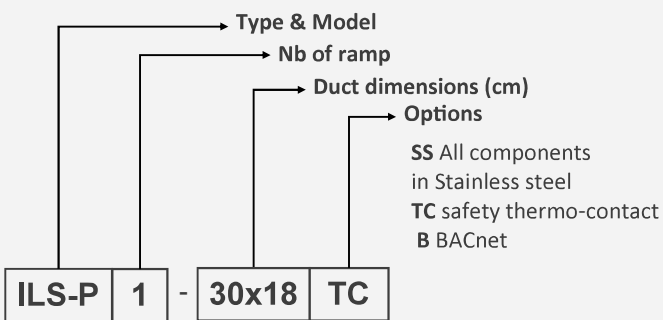 Type & Model
Nb of ramp
Duct dimensions (cm)
Options
SS All components
in Stainless steel
TC safety thermo-contact
B BACnet
ILS-P 1 - 30x18 TC